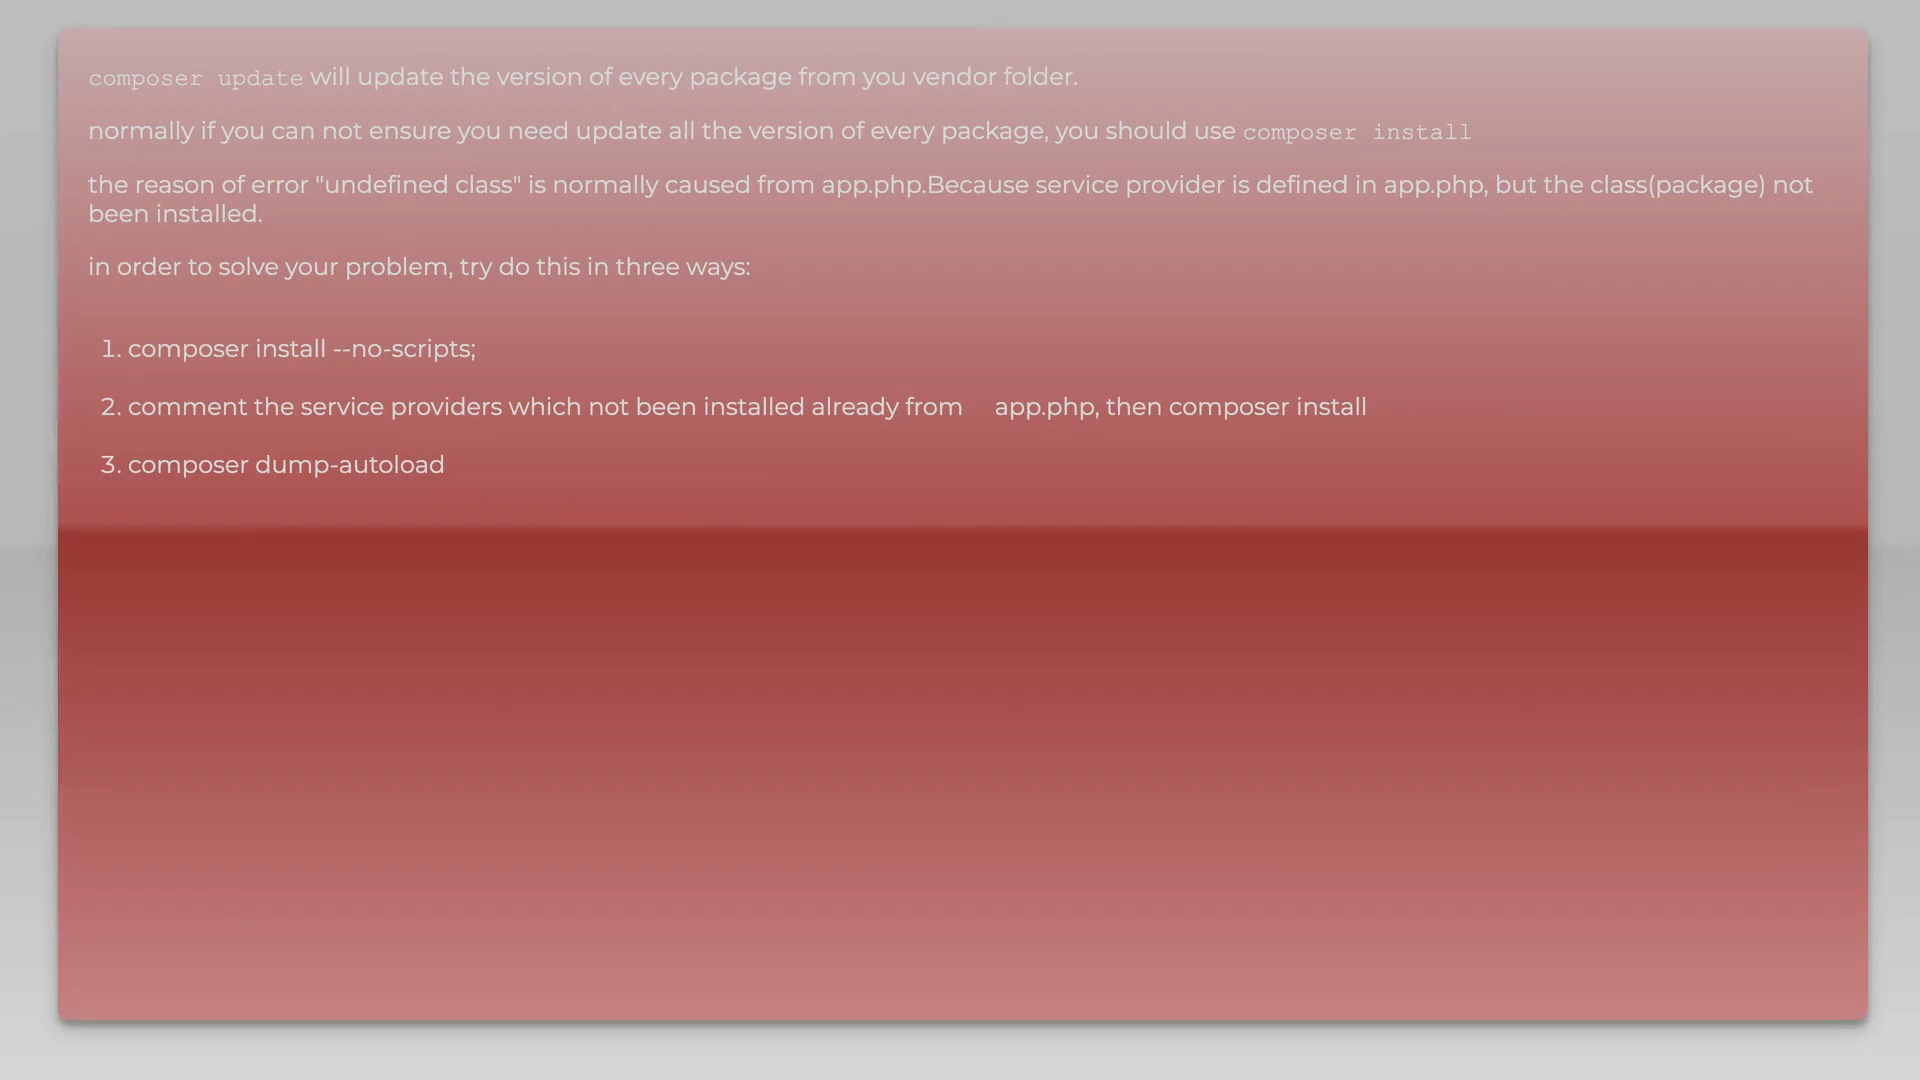 composer update will update the version of every package from you vendor folder.
normally if you can not ensure you need update all the version of every package, you should use composer install
the reason of error "undefined class" is normally caused from app.php.Because service provider is defined in app.php, but the class(package) not
been installed.
in order to solve your problem, try do this in three ways:
1. composer install --no-scripts;
2. comment the service providers which not been installed already from app.php, then composer install
3. composer dump-autoload